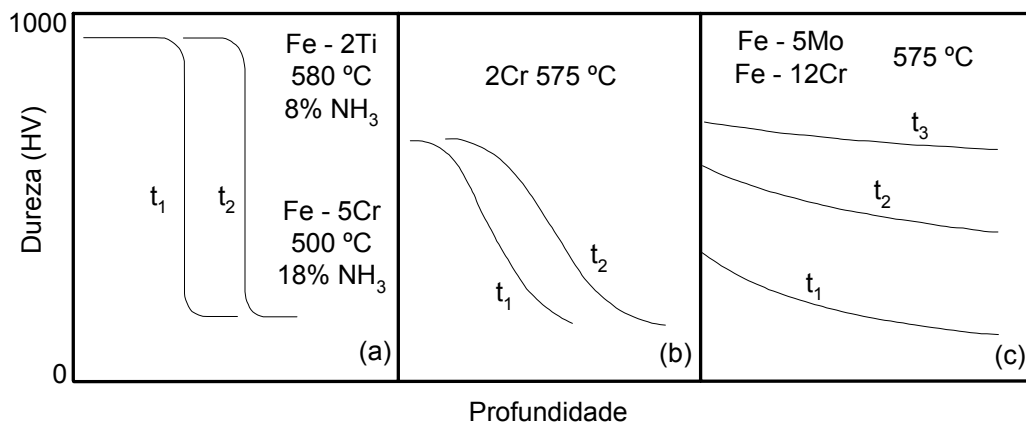 1000
Dureza (HV)
0
Fe - 2Ti
580 ºC
8% NH₃
t₁
t₂
Fe - 5Cr
500 ºC
18% NH₃
(a)
2Cr 575 ºC
t₁
t₂
(b)
Fe - 5Mo
Fe - 12Cr
575 ºC
t₃
t₂
t₁
(c)
Profundidade